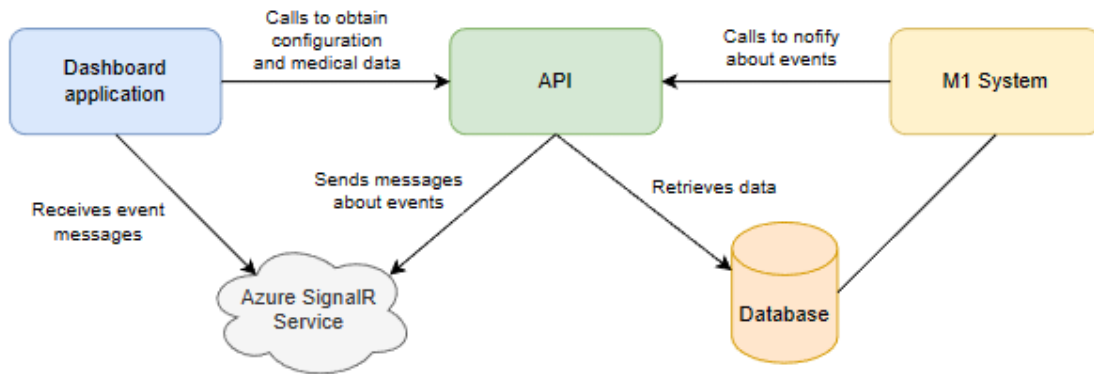 Calls to obtain
configuration
and medical data
Calls to nofify
about events
Dashboard
application
API
M1 System
Sends messages
about events
Retrieves data
Receives event
messages
Azure SignalR
Service
Database